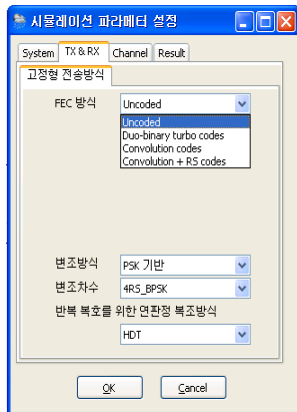 시뮬레이션 파라메터 설정
System TX & RX Channel Result
고정형 전송방식
FEC 방식 Uncoded
Uncoded
Duo-binary turbo codes
Convolution codes
Convolution + RS codes
변조방식 PSK 기반
변조차수 4RS_BPSK
반복 복호를 위한 연판정 복조방식
HDT
OK Cancel